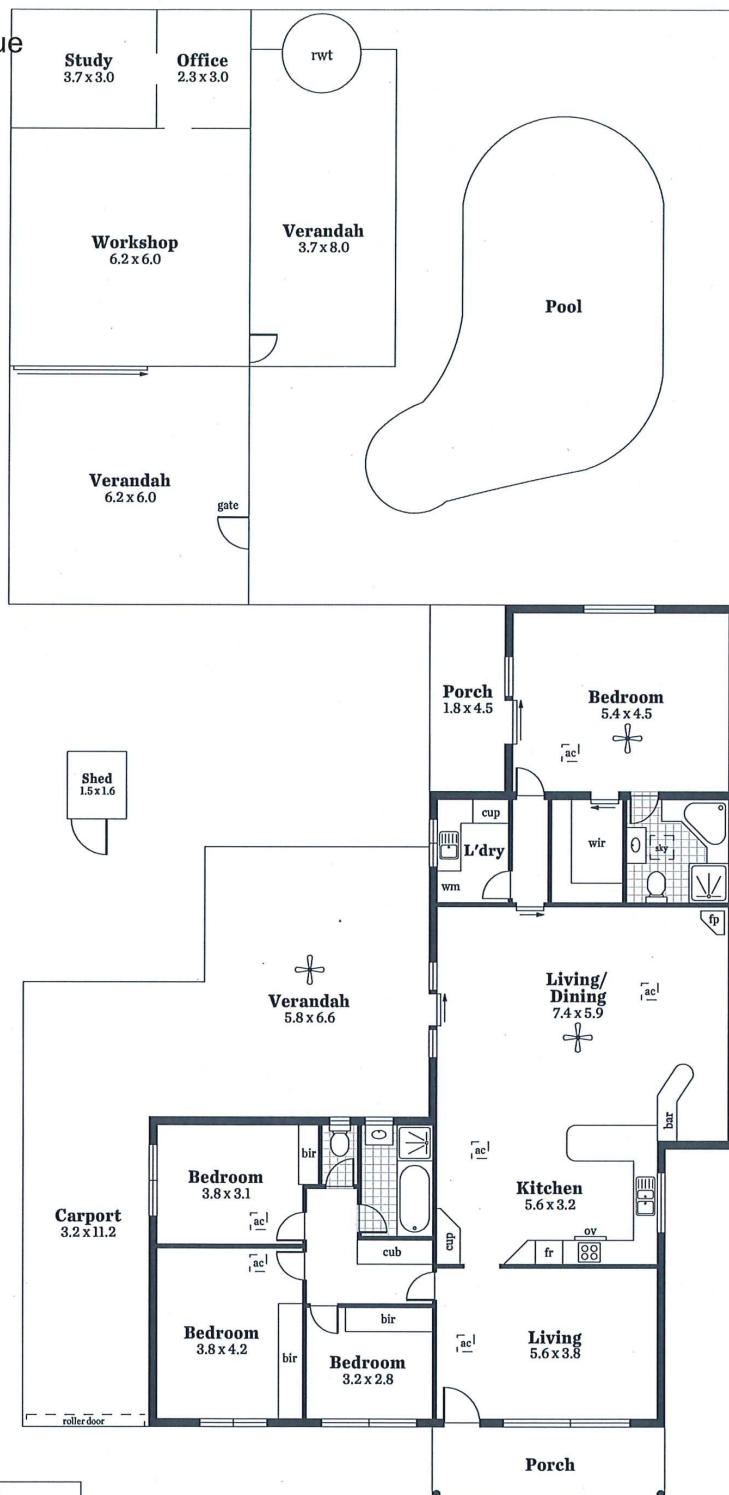 ue
Study
3.7 x 3.0
Office
2.3 x 3.0
rwt
Workshop
6.2 x 6.0
Verandah
3.7 x 8.0
Pool
Verandah
6.2 x 6.0
gate
Porch
1.8 x 4.5
Bedroom
5.4 x 4.5
ac
Shed
1.5 x 1.6
cup
L'dry
wm
wir
sky
fp
Verandah
5.8 x 6.6
Living/
Dining
7.4 x 5.9
ac
bar
Bedroom
3.8 x 3.1
bir
ac
ac
Kitchen
5.6 x 3.2
Carport
3.2 x 11.2
cup
ov
fr
cub
ac
Bedroom
3.8 x 4.2
bir
bir
Bedroom
3.2 x 2.8
ac
Living
5.6 x 3.8
roller door
Porch